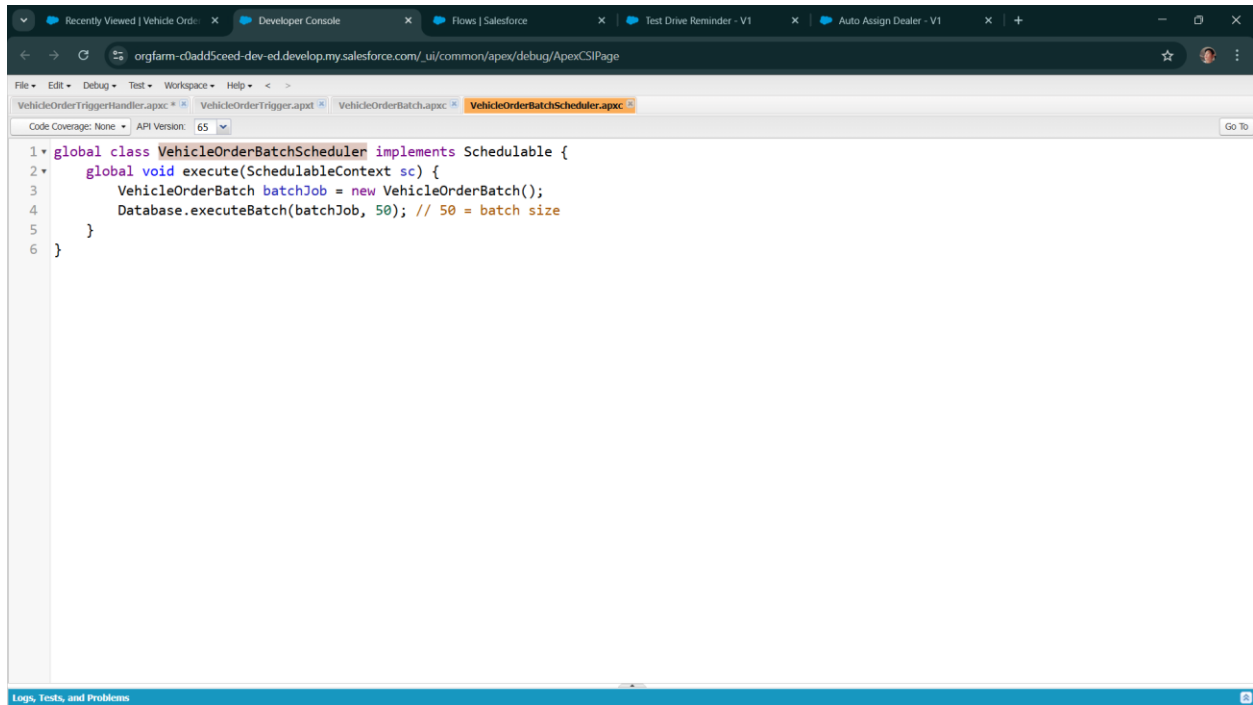 Recently Viewed | Vehicle Order
Developer Console
Flows | Salesforce
Test Drive Reminder - V1
Auto Assign Dealer - V1
orgfarm-c0add5ceed-dev-ed.develop.my.salesforce.com/_ui/common/apex/debug/ApexCSIPage
File Edit Debug Test Workspace Help < >
VehicleOrderTriggerHandler.apxc * VehicleOrderTrigger.apxt VehicleOrderBatch.apxc VehicleOrderBatchScheduler.apxc
Code Coverage: None API Version: 65 Go To
1 global class VehicleOrderBatchScheduler implements Schedulable {
2 global void execute(SchedulableContext sc) {
3 VehicleOrderBatch batchJob = new VehicleOrderBatch();
4 Database.executeBatch(batchJob, 50); // 50 = batch size
5 }
6 }
Logs, Tests, and Problems